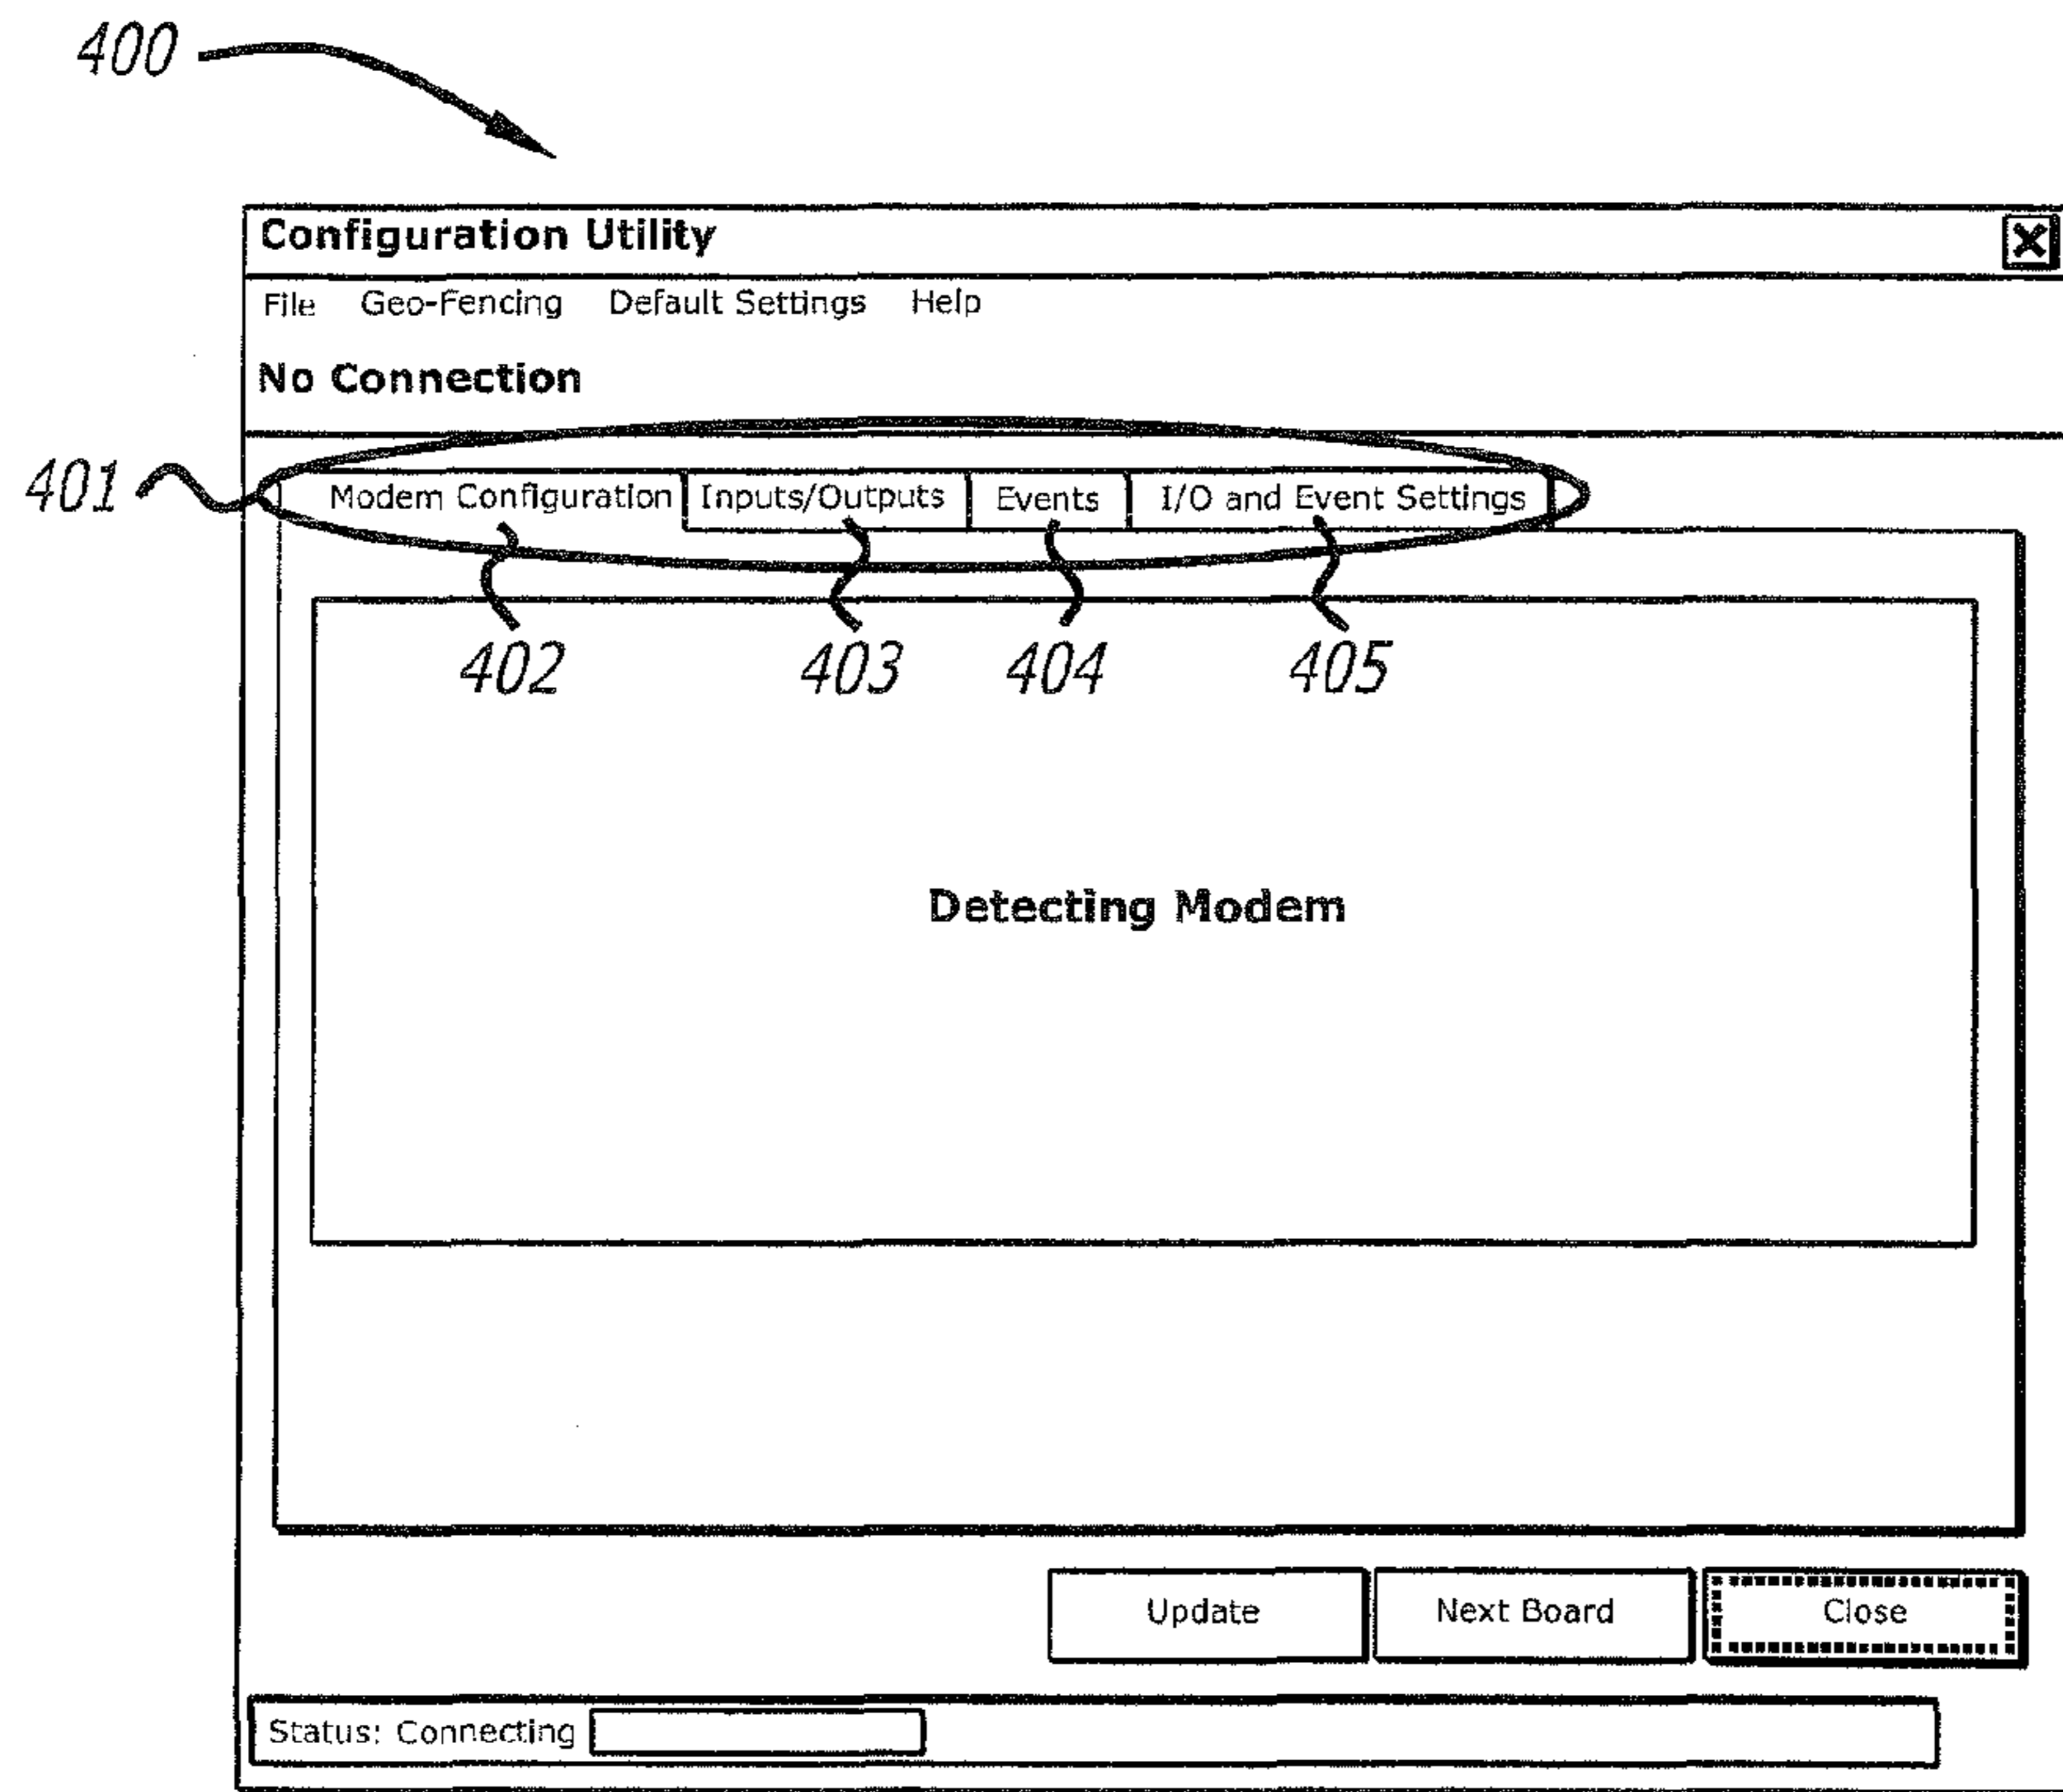 400
Configuration Utility
File Geo-Fencing Default Settings Help
No Connection
401
Modem Configuration Inputs/Outputs Events I/O and Event Settings
402 403 404 405
Detecting Modem
Update Next Board Close
Status: Connecting